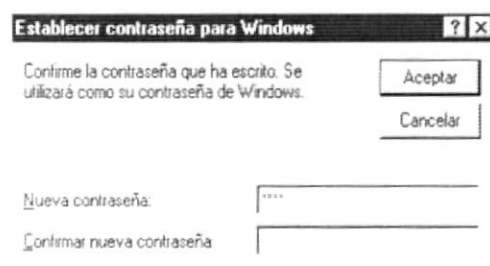 Establecer contraseña para Windows ? ×
Confirme la contraseña que ha escrito. Se
utilizará como su contraseña de Windows.
Aceptar
Cancelar
Nueva contraseña: ****
Confirmar nueva contraseña